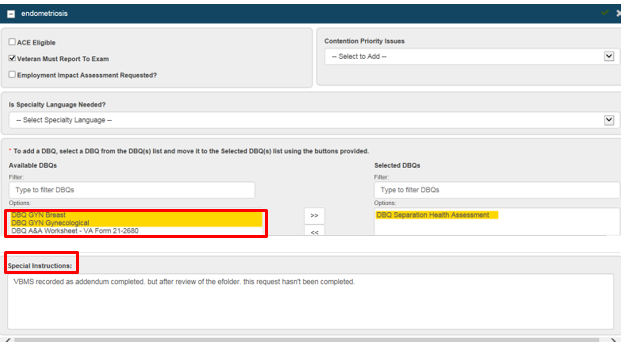 endometriosis
ACE Eligible
Veteran Must Report To Exam
Employment Impact Assessment Requested?
Contention Priority Issues
-- Select to Add --
Is Specialty Language Needed?
-- Select Specialty Language --
* To add a DBQ, select a DBQ from the DBQ(s) list and move it to the Selected DBQ(s) list using the buttons provided.
Available DBQs
Filter:
Type to filter DBQs
Options:
DBQ GYN Breast
DBQ GYN Gynecological
DBQ A&A Worksheet - VA Form 21-2680
>>
<<
Selected DBQs
Filter:
Type to filter DBQs
Options:
DBQ Separation Health Assessment
Special Instructions:
VBMS recorded as addendum completed. but after review of the efolder. this request hasn't been completed.